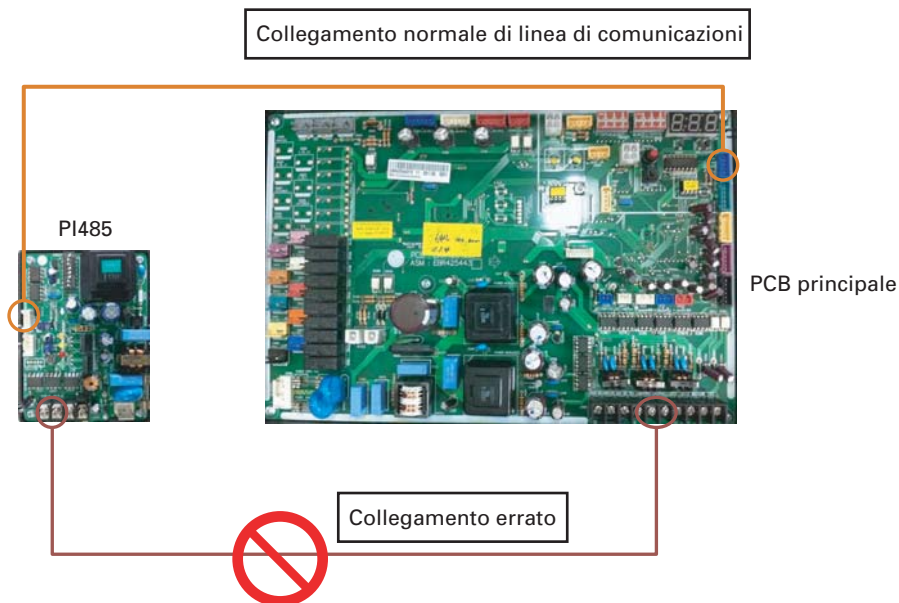 Collegamento normale di linea di comunicazioni
PI485
PCB principale
Collegamento errato